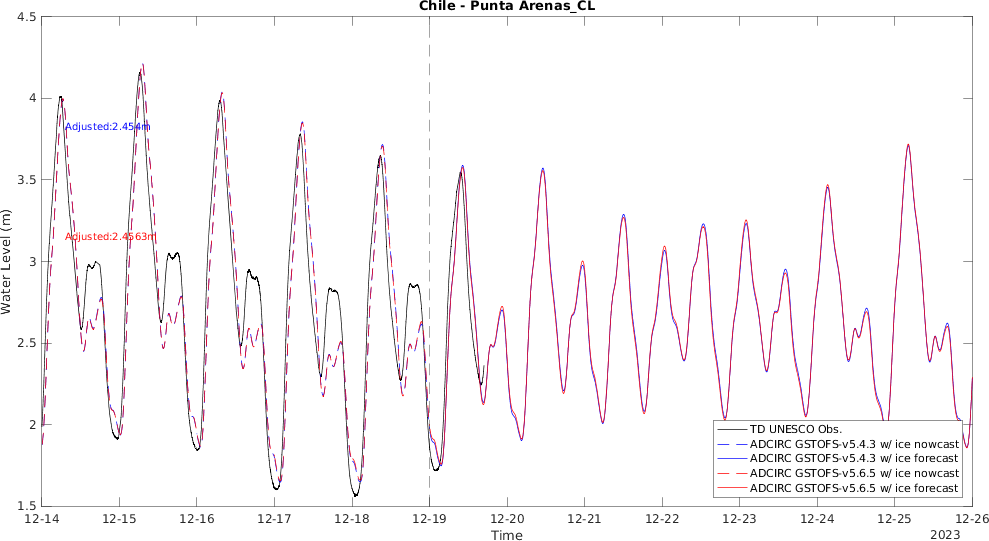 Chile - Punta Arenas_CL
4.5
4
3.5
3
2.5
2
1.5
Water Level (m)
Adjusted:2.454m
Adjusted:2.4563m
TD UNESCO Obs.
ADCIRC GSTOFS-v5.4.3 w/ ice nowcast
ADCIRC GSTOFS-v5.4.3 w/ ice forecast
ADCIRC GSTOFS-v5.6.5 w/ ice nowcast
ADCIRC GSTOFS-v5.6.5 w/ ice forecast
12-14 12-15 12-16 12-17 12-18 12-19 12-20 12-21 12-22 12-23 12-24 12-25 12-26
Time
2023